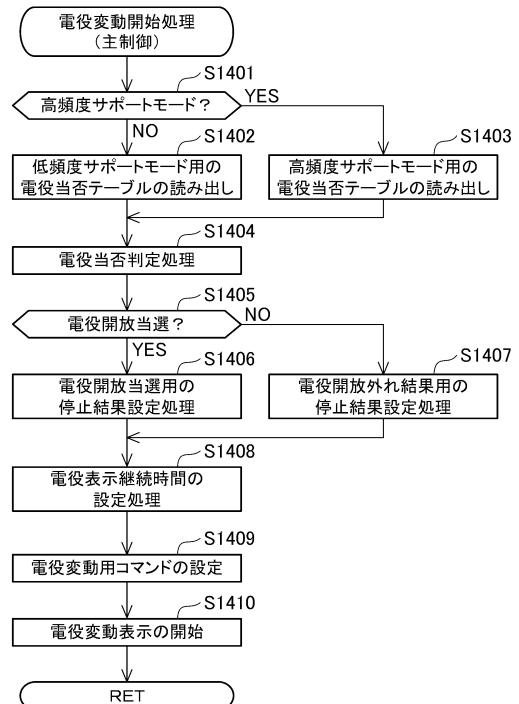 電役変動開始処理
（主制御）
S1401
高頻度サポートモード？
YES
NO
S1402
S1403
低頻度サポートモード用の
電役当否テーブルの読み出し
高頻度サポートモード用の
電役当否テーブルの読み出し
S1404
電役当否判定処理
S1405
電役開放当選？
NO
YES
S1406
S1407
電役開放当選用の
停止結果設定処理
電役開放外れ結果用の
停止結果設定処理
S1408
電役表示継続時間の
設定処理
S1409
電役変動用コマンドの設定
S1410
電役変動表示の開始
RET